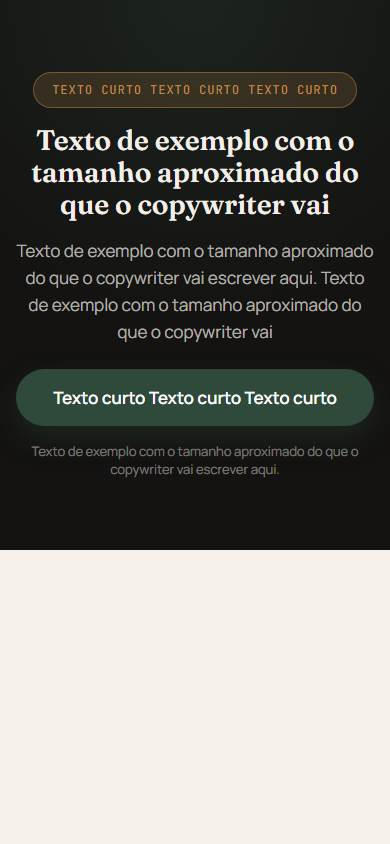 TEXTO CURTO TEXTO CURTO TEXTO CURTO
Texto de exemplo com o
tamanho aproximado do
que o copywriter vai
Texto de exemplo com o tamanho aproximado
do que o copywriter vai escrever aqui. Texto
de exemplo com o tamanho aproximado do
que o copywriter vai
Texto curto Texto curto Texto curto
Texto de exemplo com o tamanho aproximado do que o
copywriter vai escrever aqui.